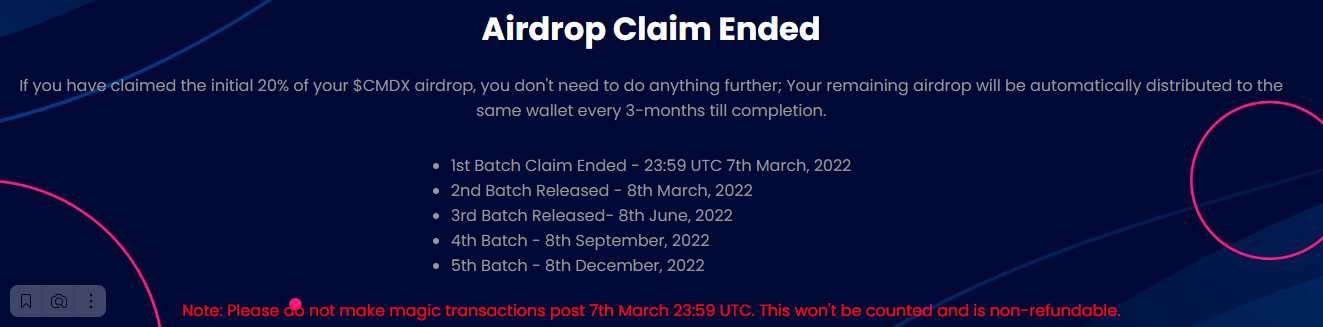 Airdrop Claim Ended
If you have claimed the initial 20% of your $CMDX airdrop, you don't need to do anything further; Your remaining airdrop will be automatically distributed to the
same wallet every 3-months till completion.
1st Batch Claim Ended - 23:59 UTC 7th March, 2022
2nd Batch Released - 8th March, 2022
3rd Batch Released- 8th June, 2022
4th Batch - 8th September, 2022
5th Batch - 8th December, 2022
Note: Please do not make magic transactions post 7th March 23:59 UTC. This won't be counted and is non-refundable.